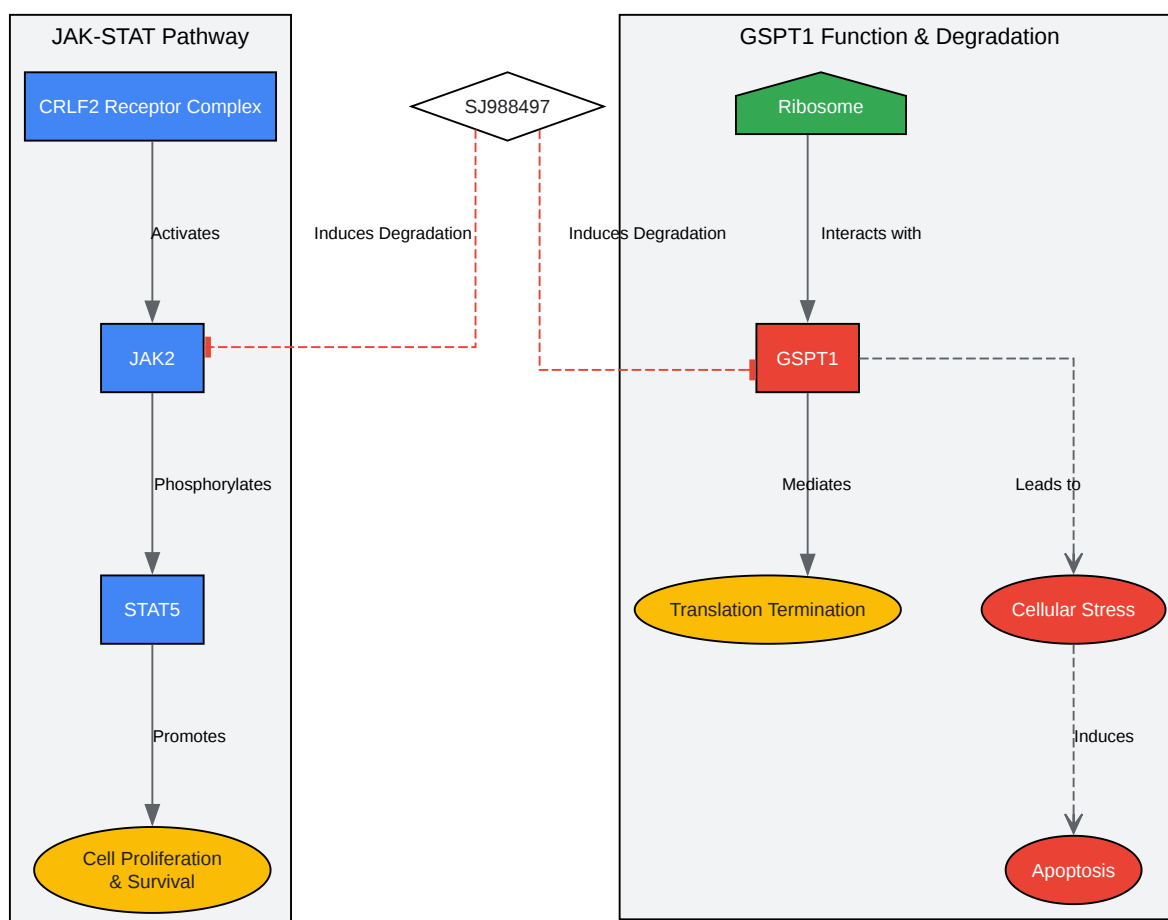 JAK-STAT Pathway
GSPT1 Function & Degradation
CRLF2 Receptor Complex
SJ988497
Ribosome
Activates
Induces Degradation
Induces Degradation
Interacts with
JAK2
GSPT1
Phosphorylates
Mediates
Leads to
STAT5
Translation Termination
Cellular Stress
Promotes
Induces
Cell Proliferation
& Survival
Apoptosis